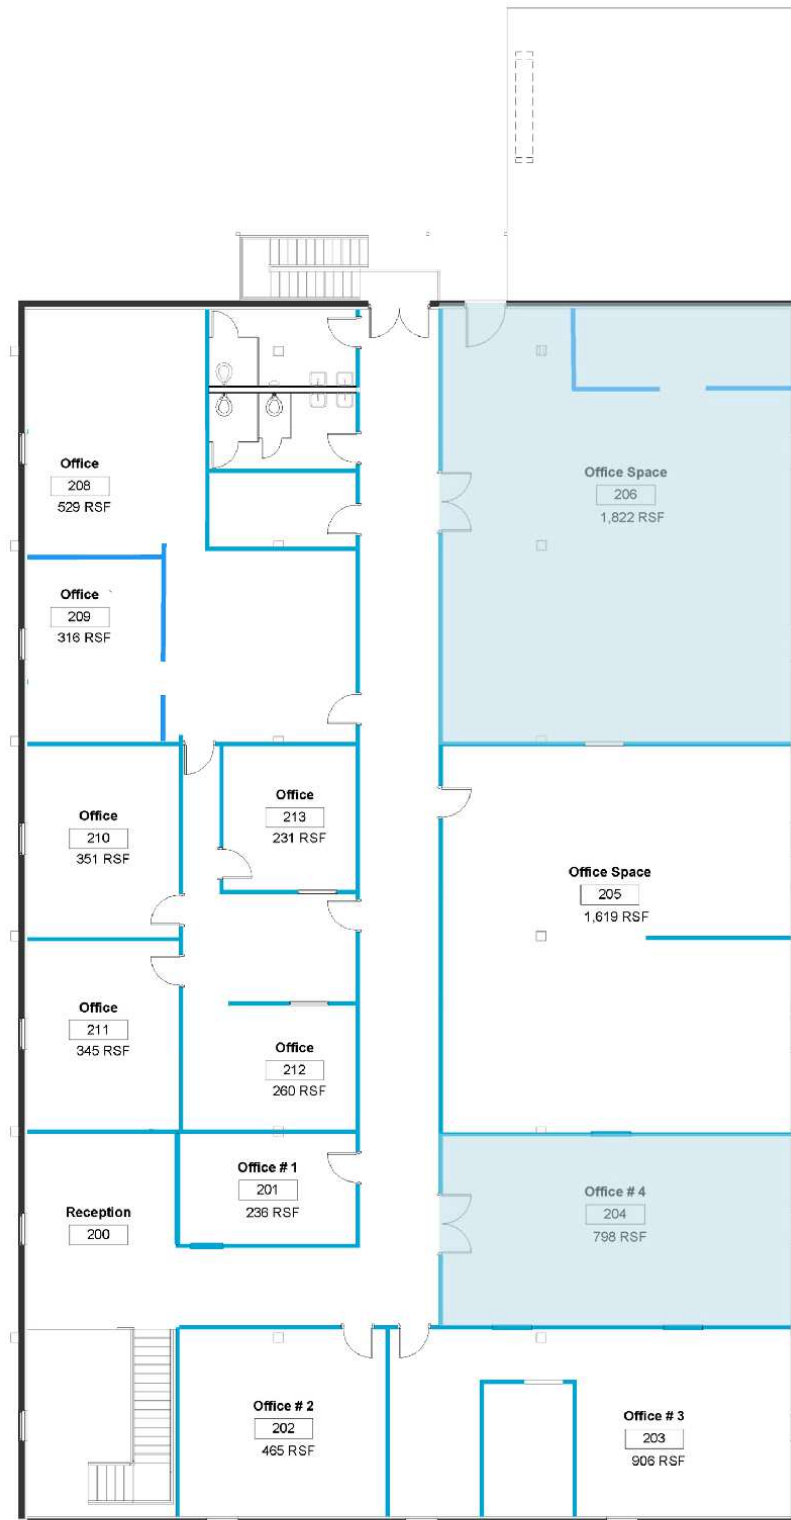 Office
208
529 RSF
Office Space
206
1,822 RSF
Office
209
316 RSF
Office
210
351 RSF
Office
213
231 RSF
Office Space
205
1,619 RSF
Office
211
345 RSF
Office
212
260 RSF
Office # 1
201
236 RSF
Office # 4
204
798 RSF
Reception
200
Office # 2
202
465 RSF
Office # 3
203
906 RSF